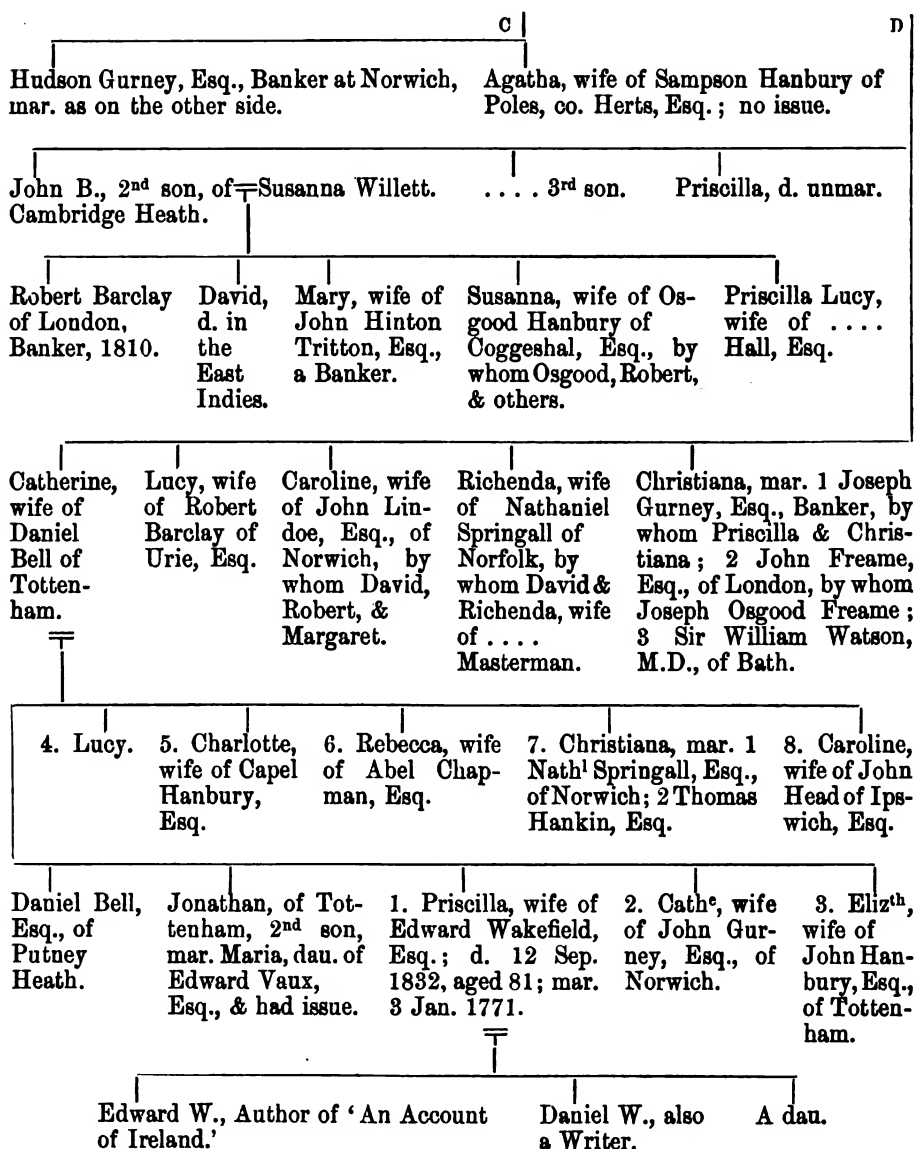 C D
Hudson Gurney, Esq., Banker at Norwich,
mar. as on the other side.
Agatha, wife of Sampson Hanbury of
Poles, co. Herts, Esq.; no issue.
John B., 2nd son, of
Cambridge Heath.
Susanna Willett.
.... 3rd son.
Priscilla, d. unmar.
Robert Barclay
of London,
Banker, 1810.
David,
d. in
the
East
Indies.
Mary, wife of
John Hinton
Tritton, Esq.,
a Banker.
Susanna, wife of Os-
good Hanbury of
Coggeshal, Esq., by
whom Osgood, Robert,
& others.
Priscilla Lucy,
wife of ....
Hall, Esq.
Catherine,
wife of
Daniel
Bell of
Totten-
ham.
Lucy, wife
of Robert
Barclay of
Urie, Esq.
Caroline, wife
of John Lin-
doe, Esq., of
Norwich, by
whom David,
Robert, &
Margaret.
Richenda, wife
of Nathaniel
Springall of
Norfolk, by
whom David &
Richenda, wife
of ....
Masterman.
Christiana, mar. 1 Joseph
Gurney, Esq., Banker, by
whom Priscilla & Chris-
tiana; 2 John Freame,
Esq., of London, by whom
Joseph Osgood Freame;
3 Sir William Watson,
M.D., of Bath.
4. Lucy.
5. Charlotte,
wife of Capel
Hanbury,
Esq.
6. Rebecca, wife
of Abel Chap-
man, Esq.
7. Christiana, mar. 1
Nathl Springall, Esq.,
of Norwich; 2 Thomas
Hankin, Esq.
8. Caroline,
wife of John
Head of Ips-
wich, Esq.
Daniel Bell,
Esq., of
Putney
Heath.
Jonathan, of Tot-
tenham, 2nd son,
mar. Maria, dau. of
Edward Vaux,
Esq., & had issue.
1. Priscilla, wife of
Edward Wakefield,
Esq.; d. 12 Sep.
1832, aged 81; mar.
3 Jan. 1771.
2. Cathe, wife
of John Gur-
ney, Esq., of
Norwich.
3. Elizth,
wife of
John Han-
bury, Esq.,
of Totten-
ham.
Edward W., Author of 'An Account
of Ireland.'
Daniel W., also
a Writer.
A dau.